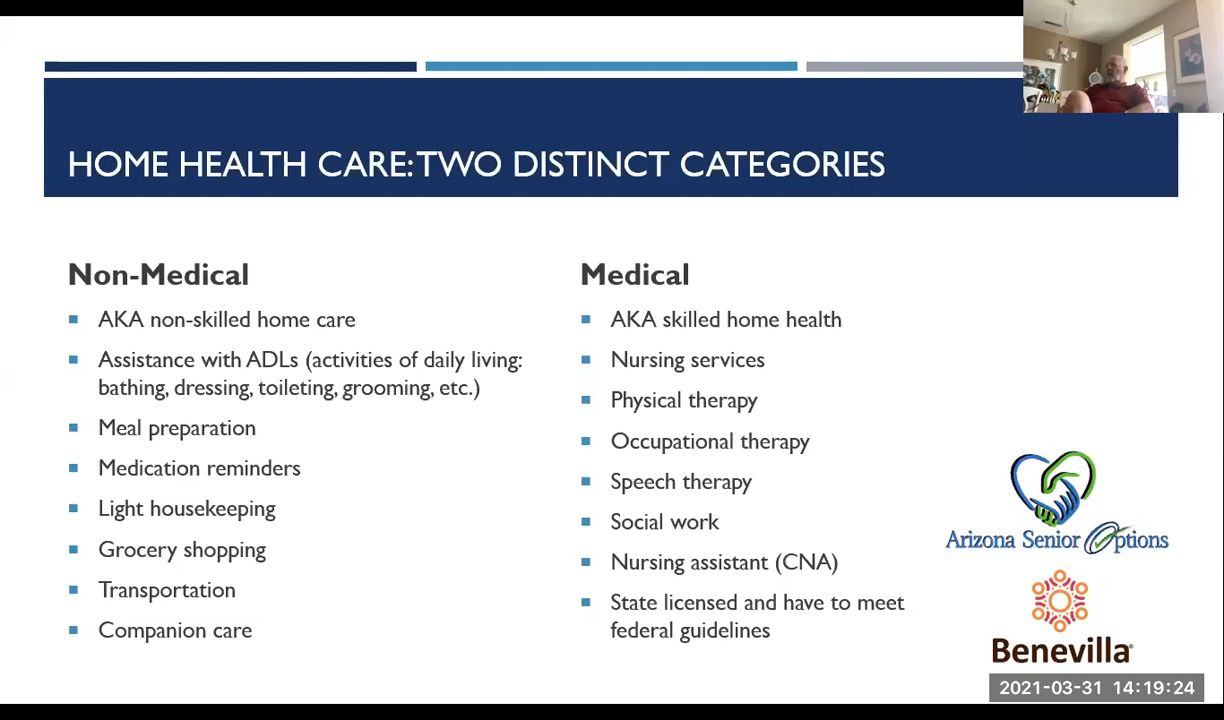 HOME HEALTH CARE: TWO DISTINCT CATEGORIES
Non-Medical
AKA non-skilled home care
Assistance with ADLs (activities of daily living:
bathing, dressing, toileting, grooming, etc.)
Meal preparation
Medication reminders
Light housekeeping
Grocery shopping
Transportation
Companion care
Medical
AKA skilled home health
Nursing services
Physical therapy
Occupational therapy
Speech therapy
Social work
Nursing assistant (CNA)
State licensed and have to meet
federal guidelines
Arizona Senior Options
Benevilla
2021-03-31 14:19:24